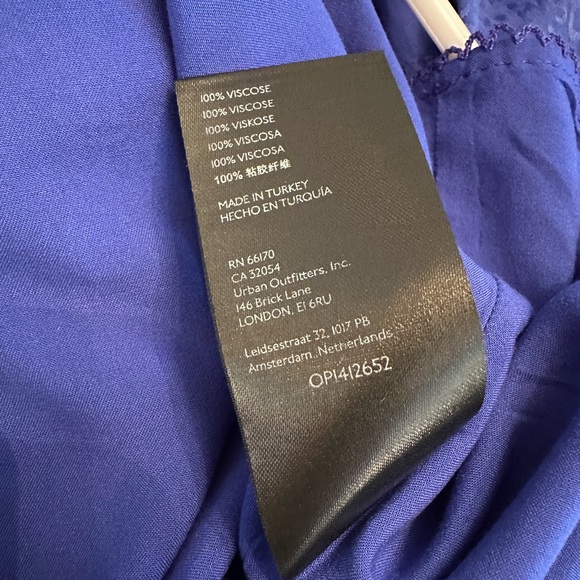 100% VISCOSE
100% VISCOSE
100% VISKOSE
100% VISCOSA
100% VISCOSA
100% 粘胶纤维
MADE IN TURKEY
HECHO EN TURQUÍA
RN 66170
CA 32054
Urban Outfitters, Inc.
146 Brick Lane
LONDON, E1 6RU
Leidsestraat 32, 1017 PB
Amsterdam, Netherlands
OP1412652